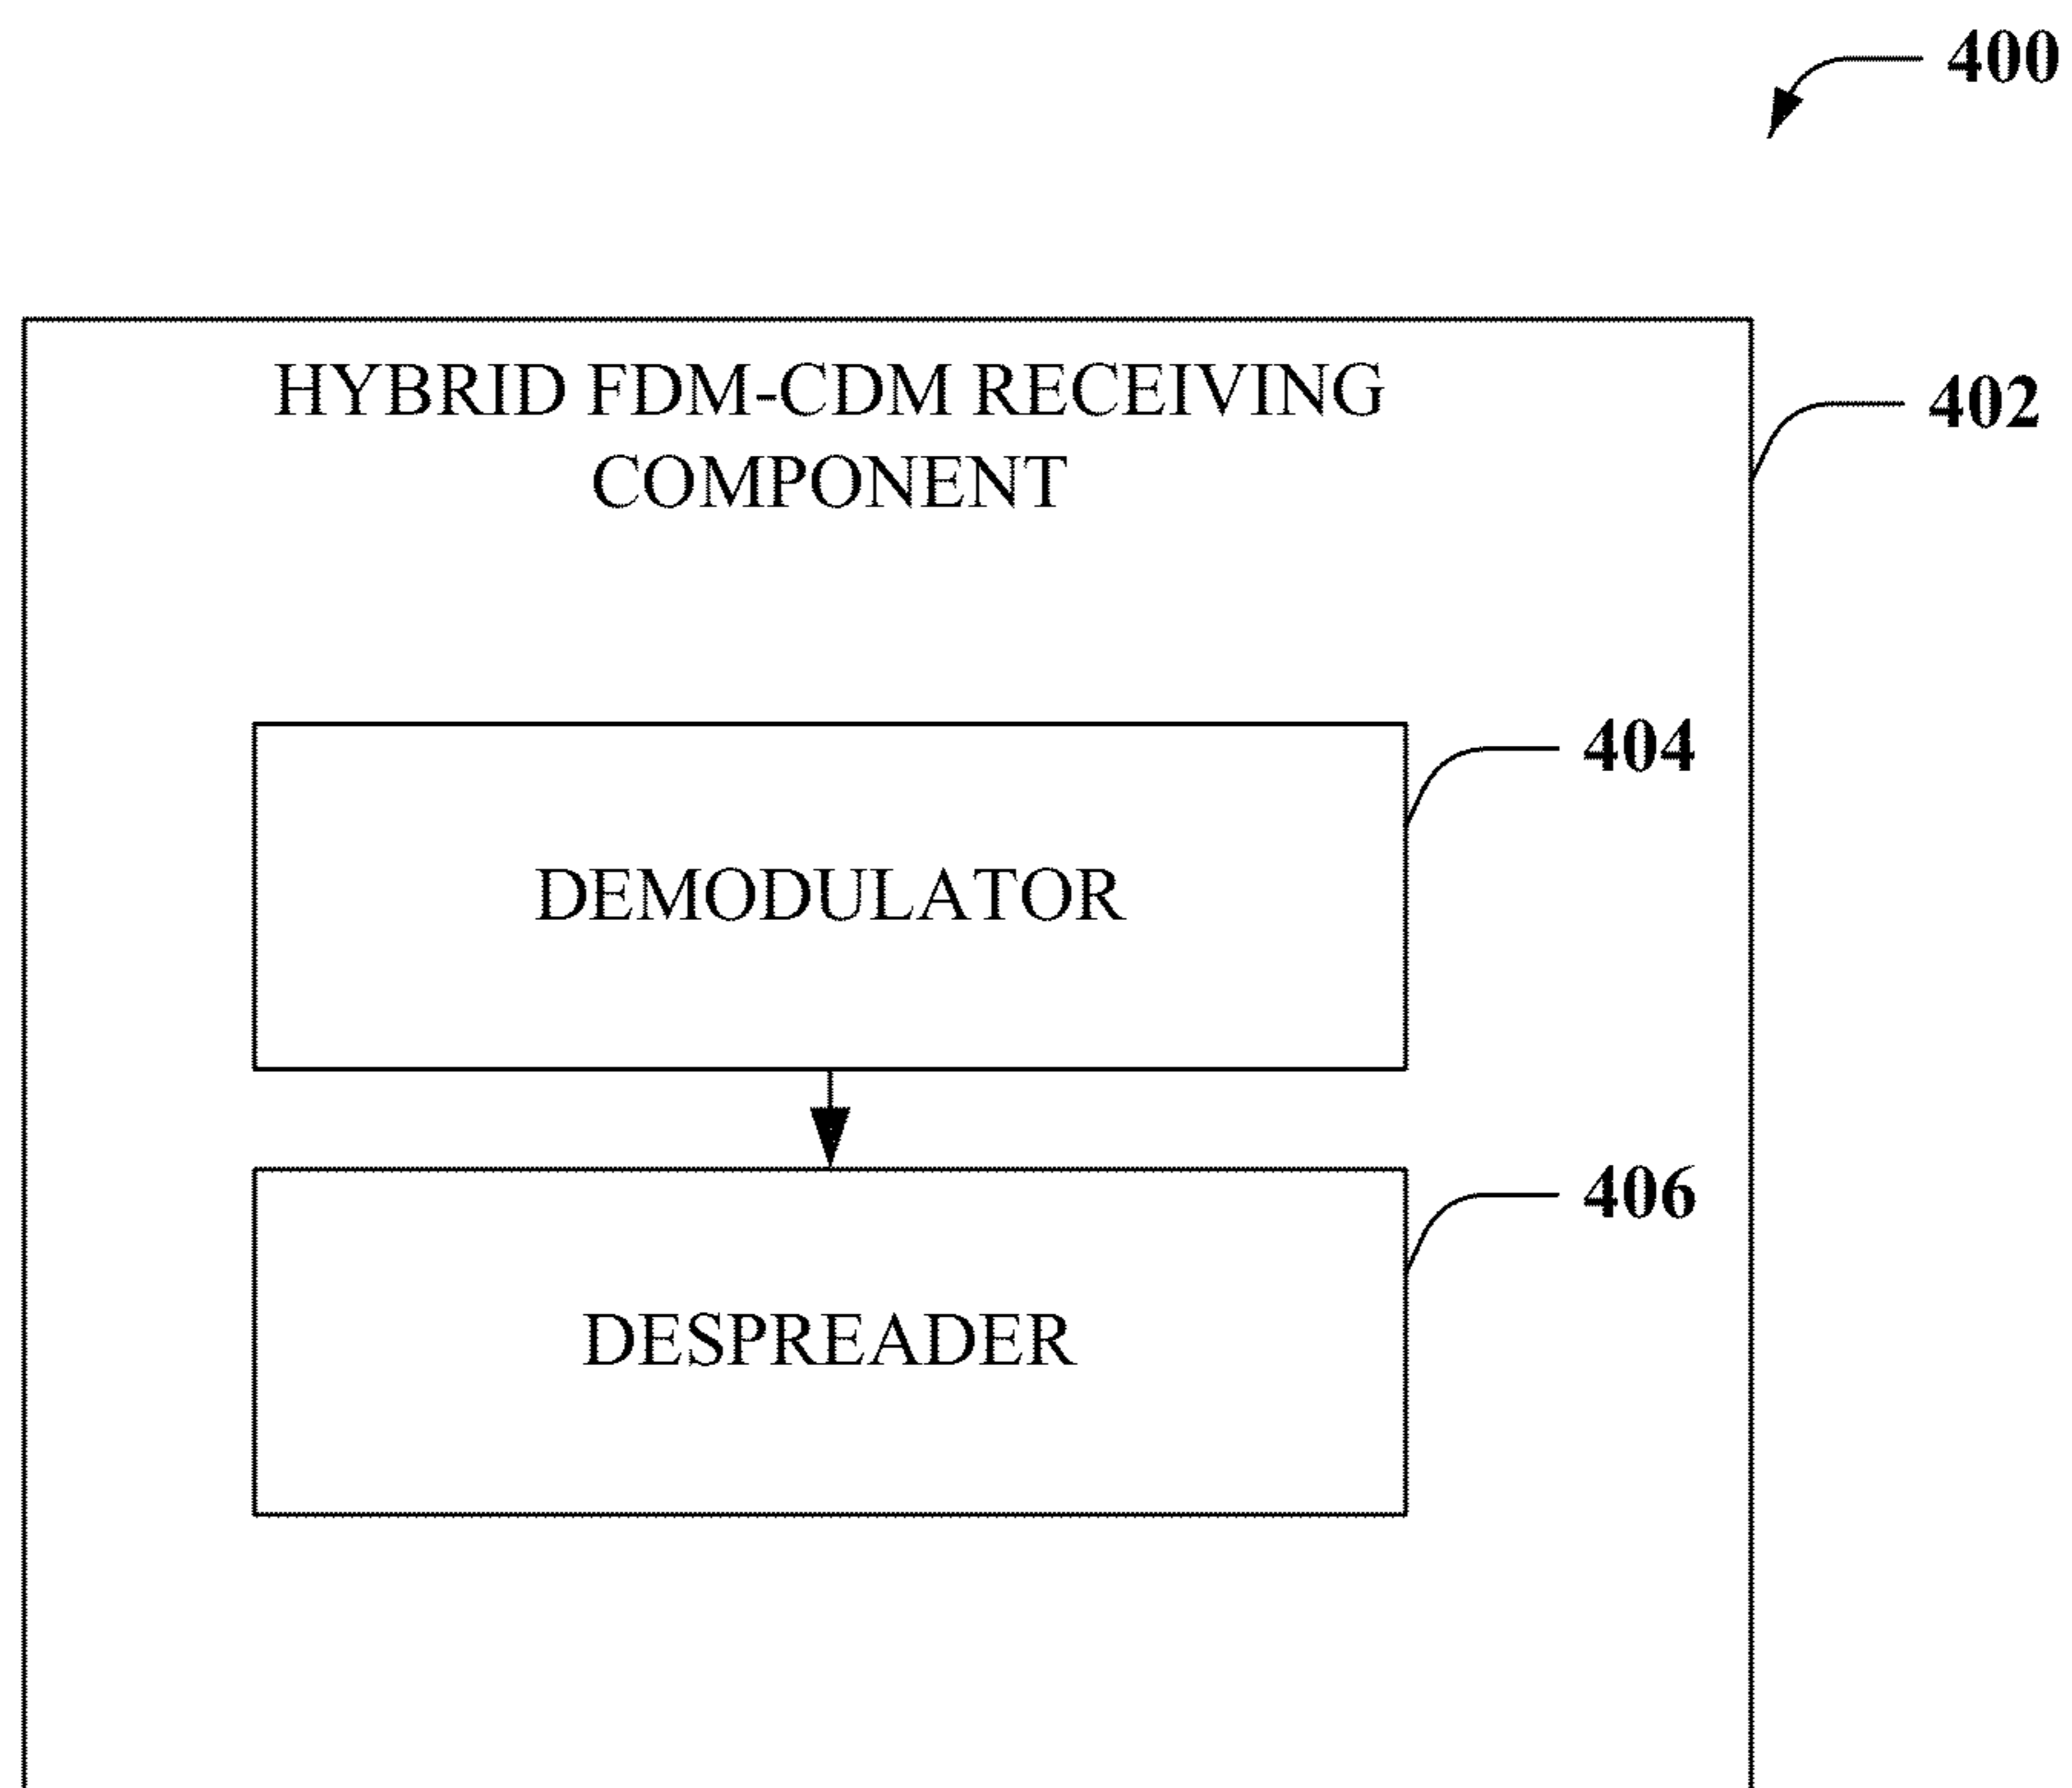 400
HYBRID FDM-CDM RECEIVING
COMPONENT
402
404
DEMODULATOR
406
DESPREADER